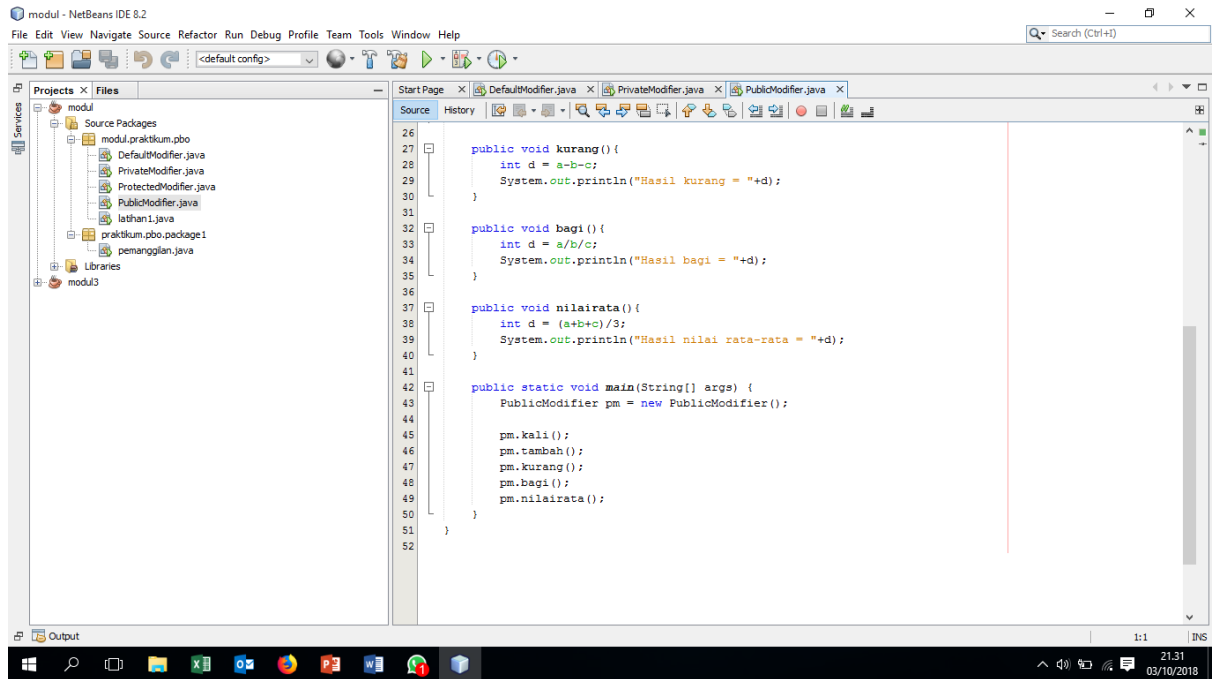 modul - NetBeans IDE 8.2
File Edit View Navigate Source Refactor Run Debug Profile Team Tools Window Help
Search (Ctrl+I)
<default config>
Projects Files
Services
modul
Source Packages
modul.praktikum.pbo
DefaultModifier.java
PrivateModifier.java
ProtectedModifier.java
PublicModifier.java
latihan1.java
praktikum.pbo.package1
pemanggilan.java
Libraries
modul3
Start Page DefaultModifier.java PrivateModifier.java PublicModifier.java
Source History
26
27 public void kurang(){
28 int d = a-b-c;
29 System.out.println("Hasil kurang = "+d);
30 }
31
32 public void bagi(){
33 int d = a/b/c;
34 System.out.println("Hasil bagi = "+d);
35 }
36
37 public void nilairata(){
38 int d = (a+b+c)/3;
39 System.out.println("Hasil nilai rata-rata = "+d);
40 }
41
42 public static void main(String[] args) {
43 PublicModifier pm = new PublicModifier();
44
45 pm.kali();
46 pm.tambah();
47 pm.kurang();
48 pm.bagi();
49 pm.nilairata();
50 }
51 }
52
Output
1:1 INS
21.31
03/10/2018